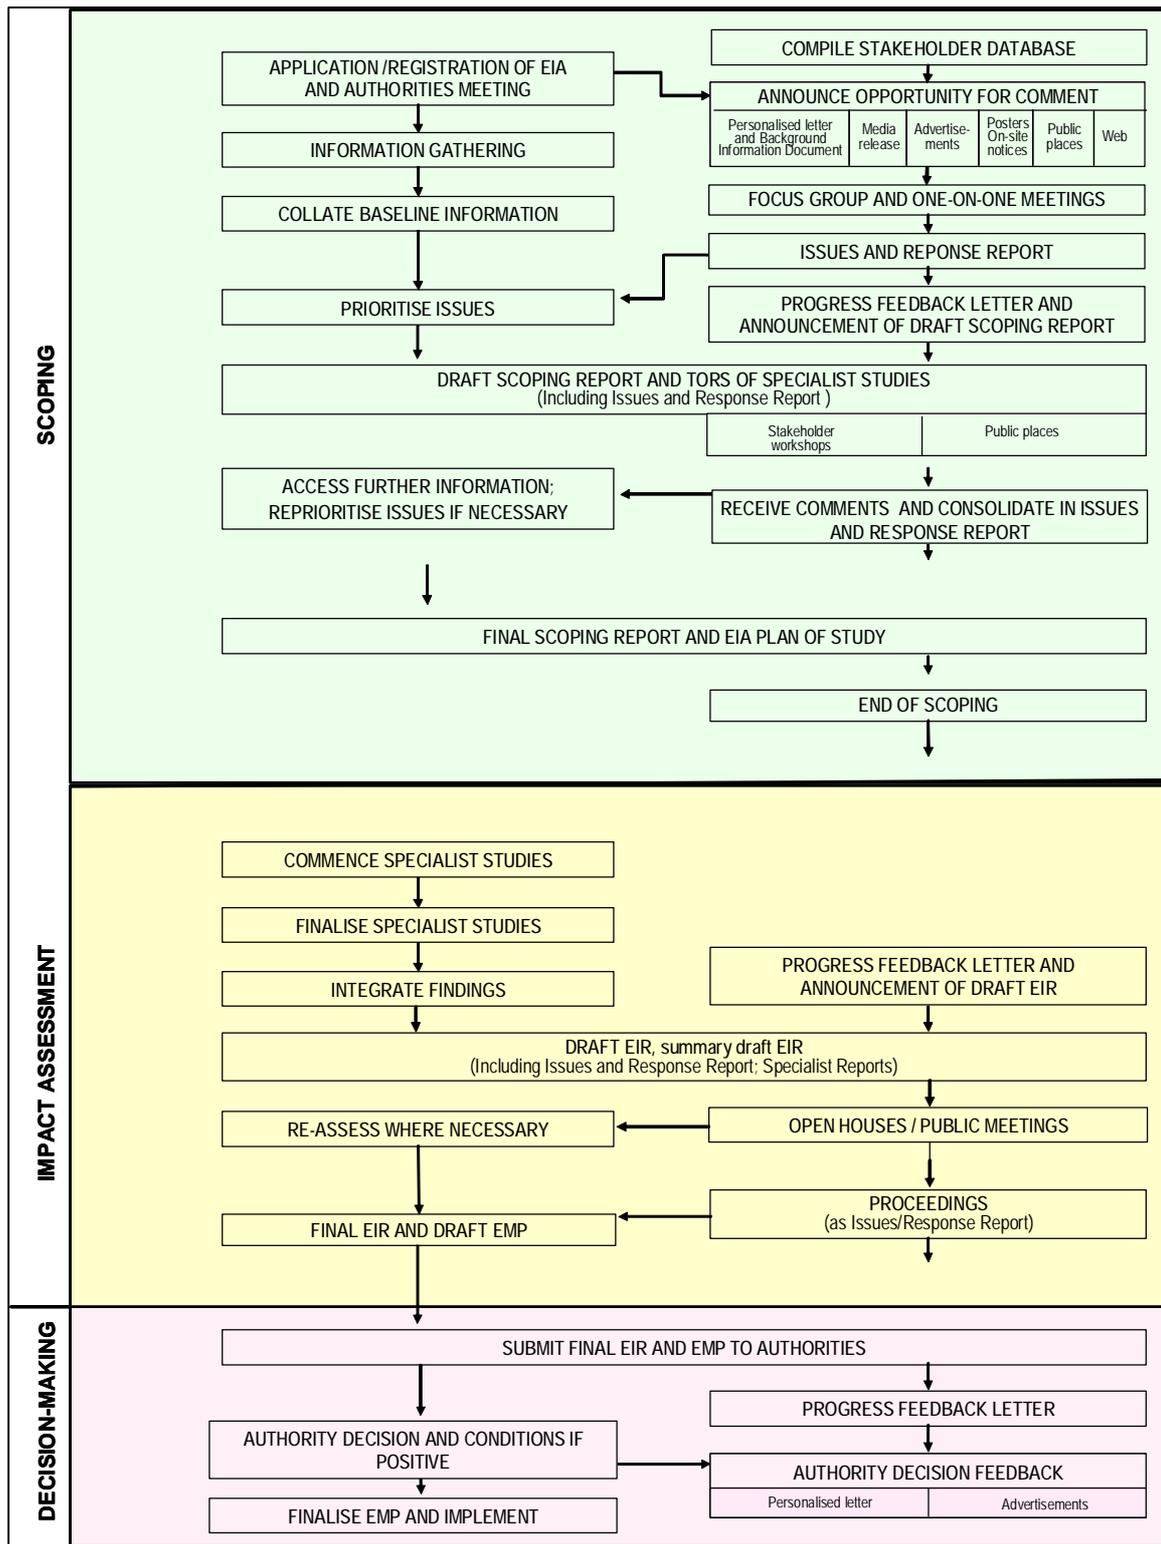 SCOPING
COMPILE STAKEHOLDER DATABASE
APPLICATION /REGISTRATION OF EIA
AND AUTHORITIES MEETING
ANNOUNCE OPPORTUNITY FOR COMMENT
Personalised letter
and Background
Information Document
Media
release
Advertise-
ments
Posters
On-site
notices
Public
places
Web
INFORMATION GATHERING
FOCUS GROUP AND ONE-ON-ONE MEETINGS
COLLATE BASELINE INFORMATION
ISSUES AND REPONSE REPORT
PRIORITISE ISSUES
PROGRESS FEEDBACK LETTER AND
ANNOUNCEMENT OF DRAFT SCOPING REPORT
DRAFT SCOPING REPORT AND TORS OF SPECIALIST STUDIES
(Including Issues and Response Report )
Stakeholder
workshops
Public places
ACCESS FURTHER INFORMATION;
REPRIORITISE ISSUES IF NECESSARY
RECEIVE COMMENTS  AND CONSOLIDATE IN ISSUES
AND RESPONSE REPORT
FINAL SCOPING REPORT AND EIA PLAN OF STUDY
END OF SCOPING
IMPACT ASSESSMENT
COMMENCE SPECIALIST STUDIES
FINALISE SPECIALIST STUDIES
INTEGRATE FINDINGS
PROGRESS FEEDBACK LETTER AND
ANNOUNCEMENT OF DRAFT EIR
DRAFT EIR, summary draft EIR
(Including Issues and Response Report; Specialist Reports)
RE-ASSESS WHERE NECESSARY
OPEN HOUSES / PUBLIC MEETINGS
PROCEEDINGS
(as Issues/Response Report)
FINAL EIR AND DRAFT EMP
DECISION-MAKING
SUBMIT FINAL EIR AND EMP TO AUTHORITIES
PROGRESS FEEDBACK LETTER
AUTHORITY DECISION AND CONDITIONS IF
POSITIVE
AUTHORITY DECISION FEEDBACK
Personalised letter
Advertisements
FINALISE EMP AND IMPLEMENT